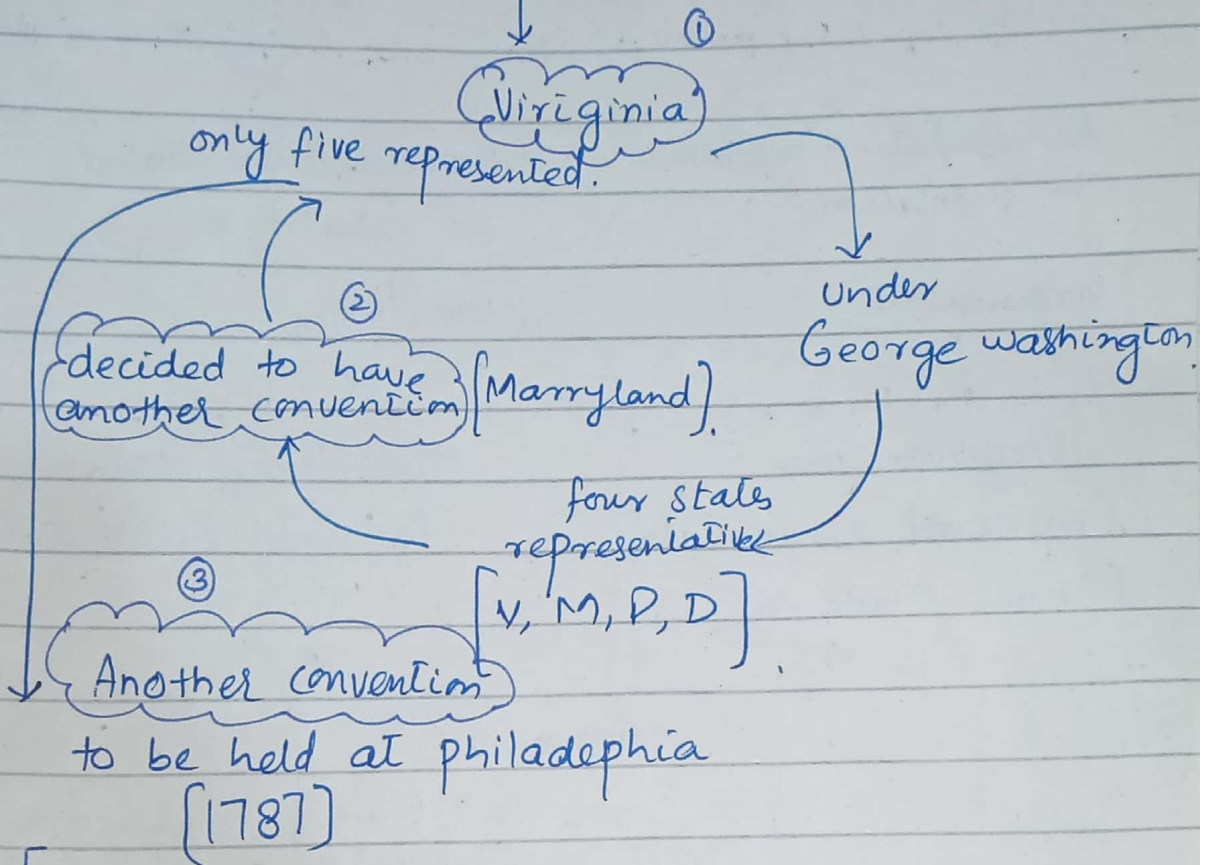 ①
Viriginia
only five represented.
under
George washington
②
decided to have
another convention [Marryland].
four states
representatives
[V, M, P, D].
③
Another convention
to be held at philadephia
[1787]